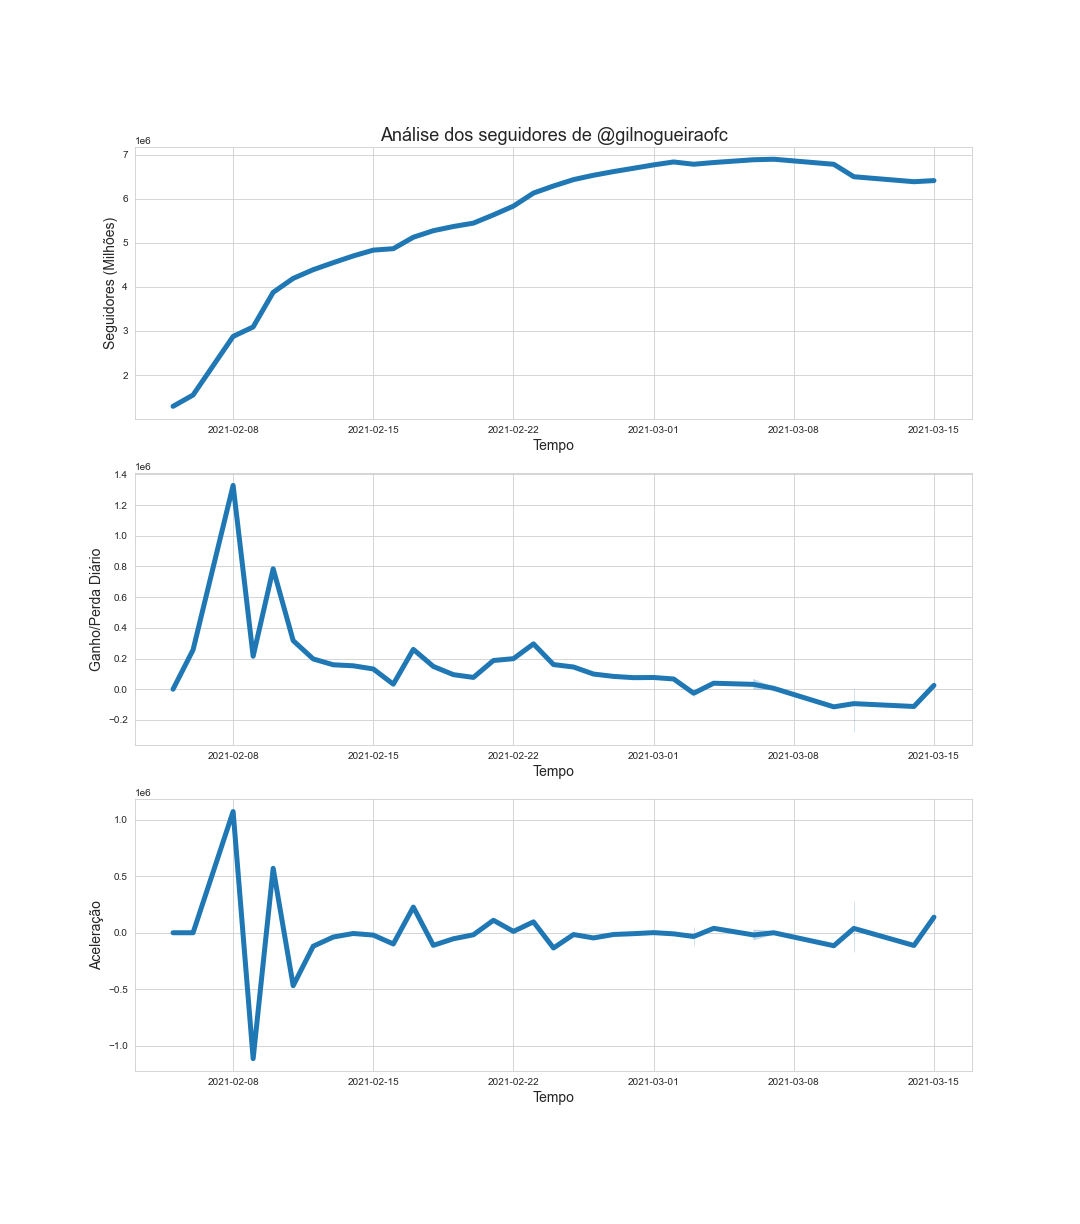 Análise dos seguidores de @gilnogueiraofc
1e6
7
6
5
4
3
2
Seguidores (Milhões)
2021-02-08 2021-02-15 2021-02-22 2021-03-01 2021-03-08 2021-03-15
Tempo
1e6
1.4
1.2
1.0
0.8
0.6
0.4
0.2
0.0
−0.2
Ganho/Perda Diário
2021-02-08 2021-02-15 2021-02-22 2021-03-01 2021-03-08 2021-03-15
Tempo
1e6
1.0
0.5
0.0
−0.5
−1.0
Aceleração
2021-02-08 2021-02-15 2021-02-22 2021-03-01 2021-03-08 2021-03-15
Tempo